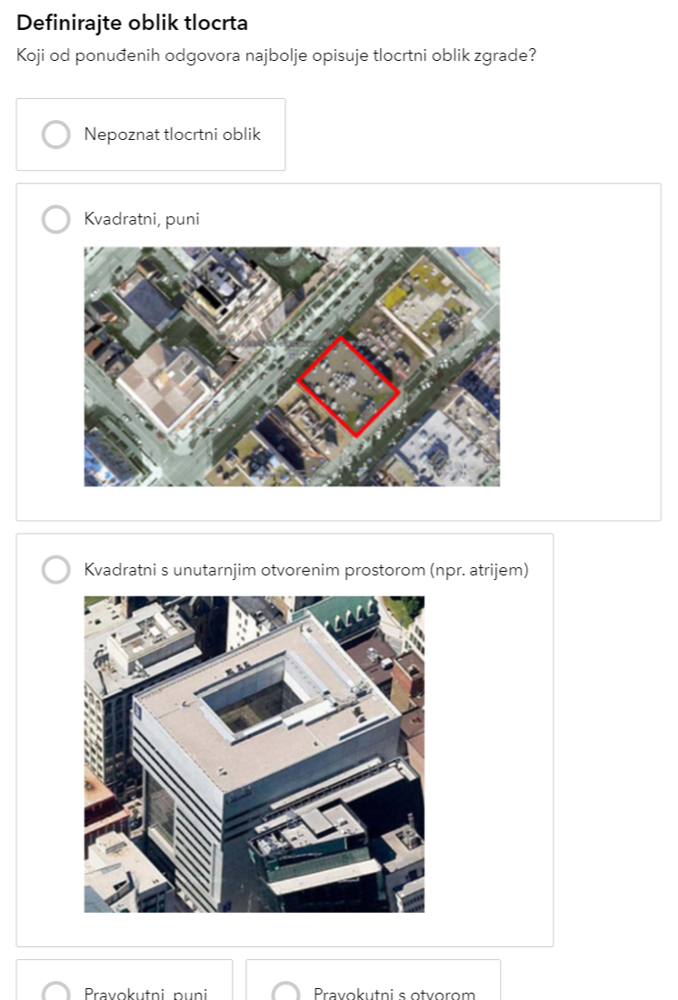 Definirajte oblik tlocrta
Koji od ponuđenih odgovora najbolje opisuje tlocrtni oblik zgrade?
Nepoznat tlocrtni oblik
Kvadratni, puni
Kvadratni s unutarnjim otvorenim prostorom (npr. atrijem)
Pravokutni, puni
Pravokutni s otvorom